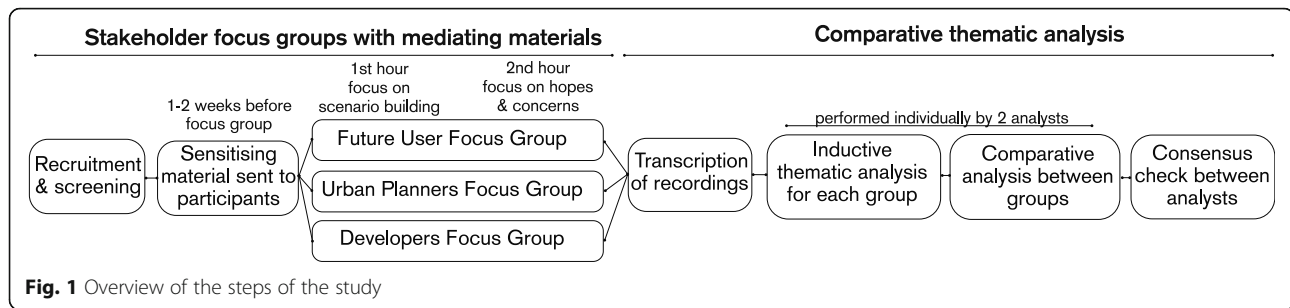 Stakeholder focus groups with mediating materials
Comparative thematic analysis
1-2 weeks before
focus group
1st hour
focus on
scenario building
2nd hour
focus on hopes
& concerns
performed individually by 2 analysts
Recruitment
& screening
Sensitising
material sent to
participants
Future User Focus Group
Urban Planners Focus Group
Developers Focus Group
Transcription
of recordings
Inductive
thematic analysis
for each group
Comparative
analysis between
groups
Consensus
check between
analysts
Fig. 1 Overview of the steps of the study